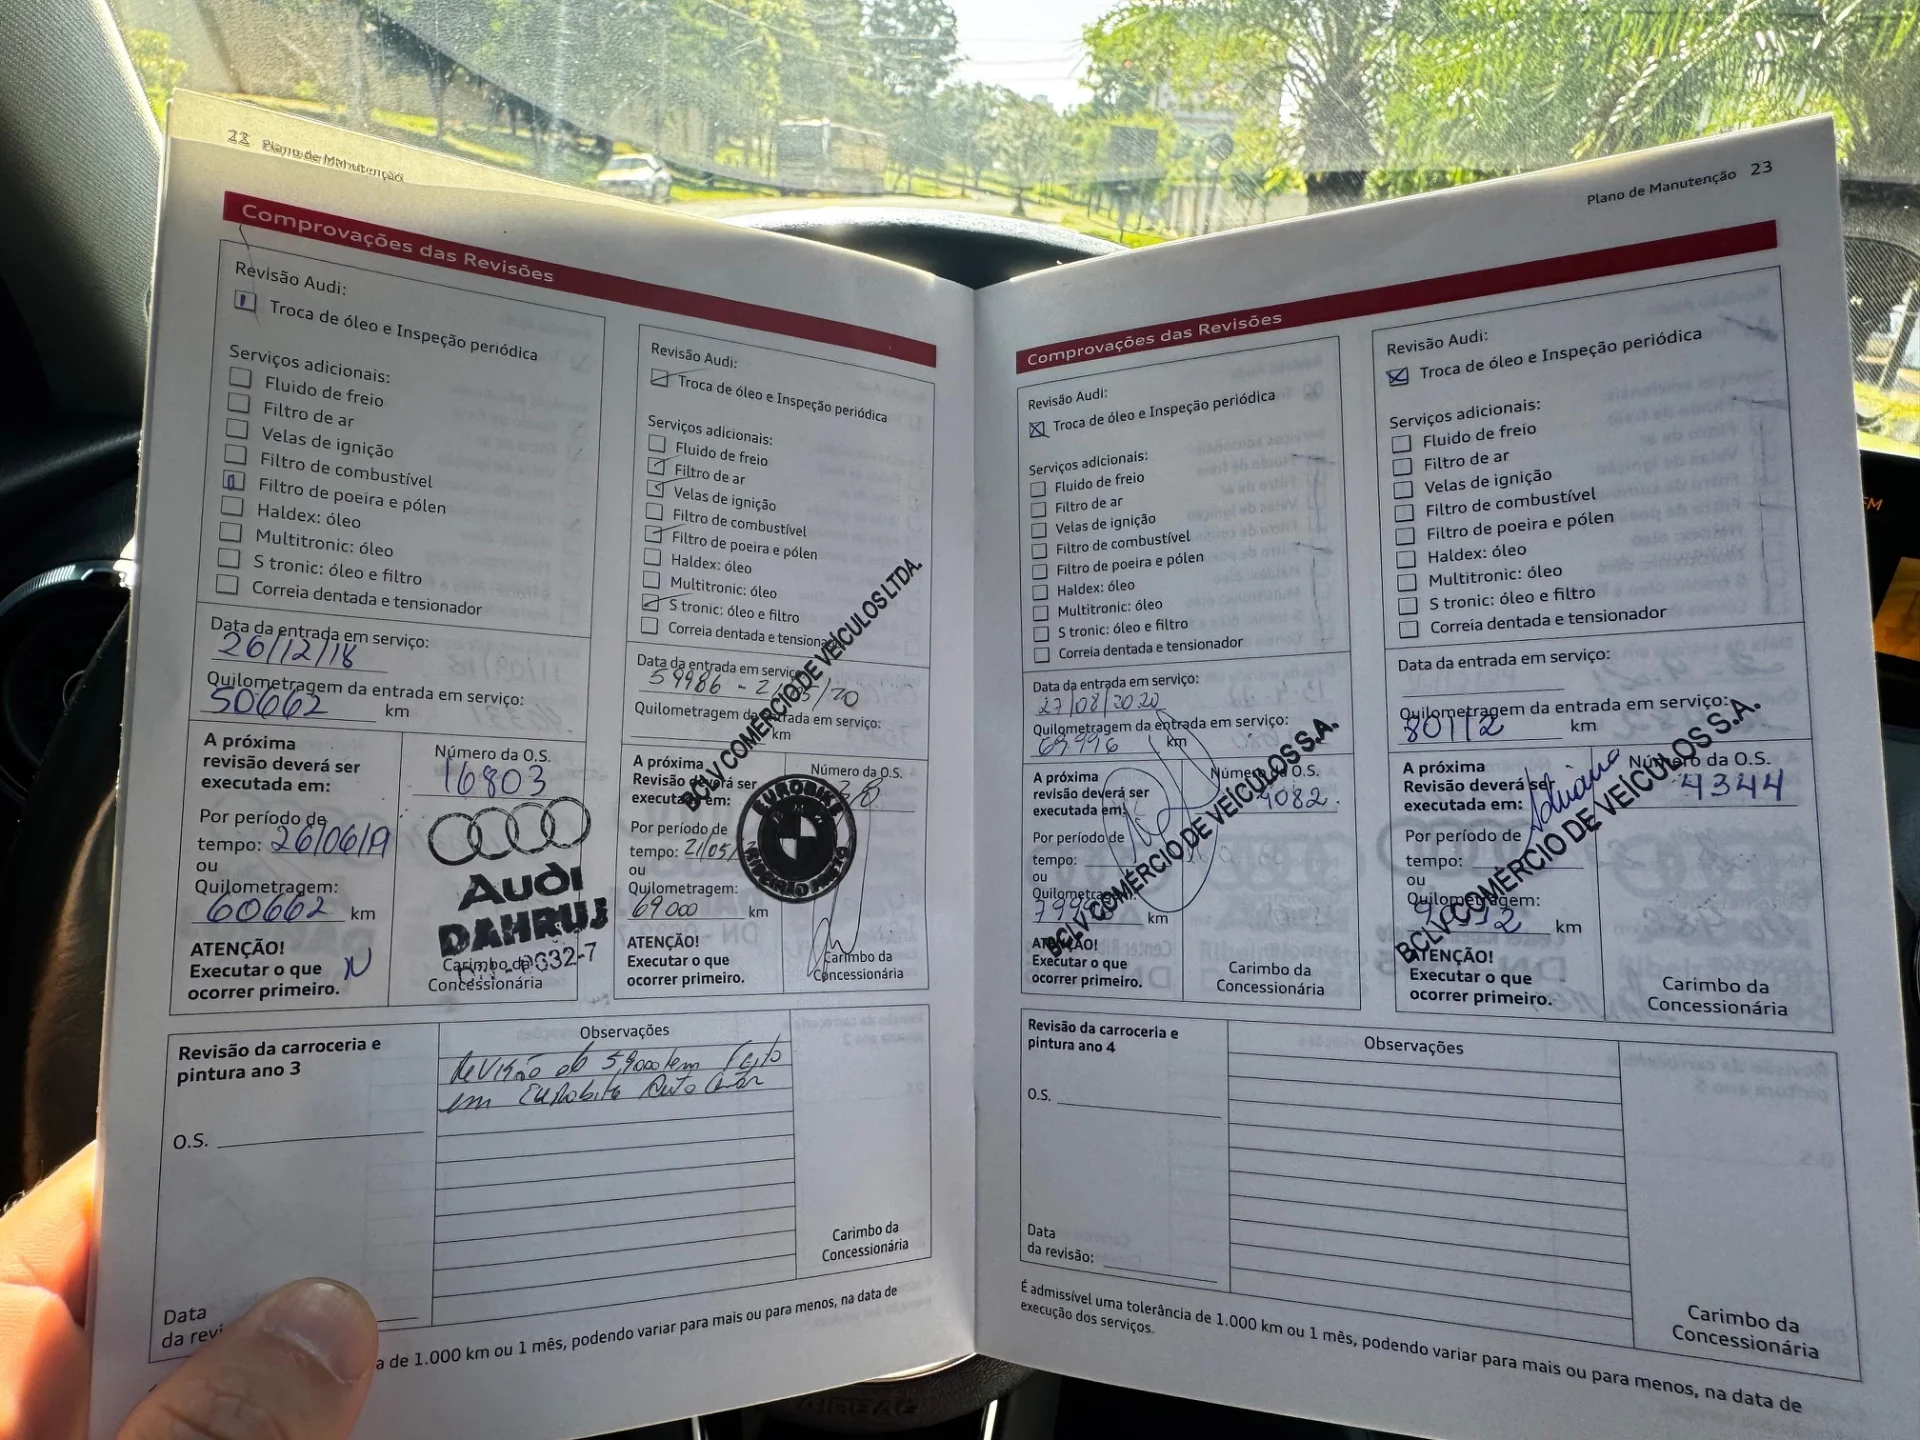 22 Plano de Manutenção
Comprovações das Revisões
Revisão Audi:
Troca de óleo e Inspeção periódica
Serviços adicionais:
Fluido de freio
Filtro de ar
Velas de ignição
Filtro de combustível
Filtro de poeira e pólen
Haldex: óleo
Multitronic: óleo
S tronic: óleo e filtro
Correia dentada e tensionador
Data da entrada em serviço:
26/12/18
Quilometragem da entrada em serviço:
50662 km
A próxima
revisão deverá ser
executada em:
Por período de
tempo: 26/06/19
ou
Quilometragem:
60662 km
ATENÇÃO!
Executar o que
ocorrer primeiro.
Número da O.S.
16803
Audi
DAHRUJ
Carimbo da
Concessionária
Revisão Audi:
Troca de óleo e Inspeção periódica
Serviços adicionais:
Fluido de freio
Filtro de ar
Velas de ignição
Filtro de combustível
Filtro de poeira e pólen
Haldex: óleo
Multitronic: óleo
S tronic: óleo e filtro
Correia dentada e tensionador
Data da entrada em serviço:
59986 - 21/05/20
Quilometragem da entrada em serviço:
km
BCLV COMÉRCIO DE VEÍCULOS LTDA.
A próxima
Revisão deverá ser
executada em:
Por período de
tempo: 21/05/
ou
Quilometragem:
69000 km
ATENÇÃO!
Executar o que
ocorrer primeiro.
Número da O.S.
EUROBIKE
RIBEIRÃO PRETO
Carimbo da
Concessionária
Revisão da carroceria e
pintura ano 3
O.S.
Data
da revi
Observações
Revisão de 59000km feito
em Eurobike Auto
Carimbo da
Concessionária
a de 1.000 km ou 1 mês, podendo variar para mais ou para menos, na data de
Plano de Manutenção 23
Comprovações das Revisões
Revisão Audi:
Troca de óleo e Inspeção periódica
Serviços adicionais:
Fluido de freio
Filtro de ar
Velas de ignição
Filtro de combustível
Filtro de poeira e pólen
Haldex: óleo
Multitronic: óleo
S tronic: óleo e filtro
Correia dentada e tensionador
Data da entrada em serviço:
27/08/2020
Quilometragem da entrada em serviço:
69996 km
A próxima
revisão deverá ser
executada em:
Por período de
tempo:
ou
Quilometragem:
km
ATENÇÃO!
Executar o que
ocorrer primeiro.
Número da O.S.
4082.
BCLV COMÉRCIO DE VEÍCULOS S.A.
Carimbo da
Concessionária
Revisão Audi:
Troca de óleo e Inspeção periódica
Serviços adicionais:
Fluido de freio
Filtro de ar
Velas de ignição
Filtro de combustível
Filtro de poeira e pólen
Haldex: óleo
Multitronic: óleo
S tronic: óleo e filtro
Correia dentada e tensionador
Data da entrada em serviço:
Quilometragem da entrada em serviço:
80112 km
A próxima
Revisão deverá ser
executada em:
Por período de
tempo:
ou
Quilometragem:
km
ATENÇÃO!
Executar o que
ocorrer primeiro.
Número da O.S.
4344
BCLV COMÉRCIO DE VEÍCULOS S.A.
Carimbo da
Concessionária
Revisão da carroceria e
pintura ano 4
O.S.
Data
da revisão:
Observações
Carimbo da
Concessionária
É admissível uma tolerância de 1.000 km ou 1 mês, podendo variar para mais ou para menos, na data de
execução dos serviços.